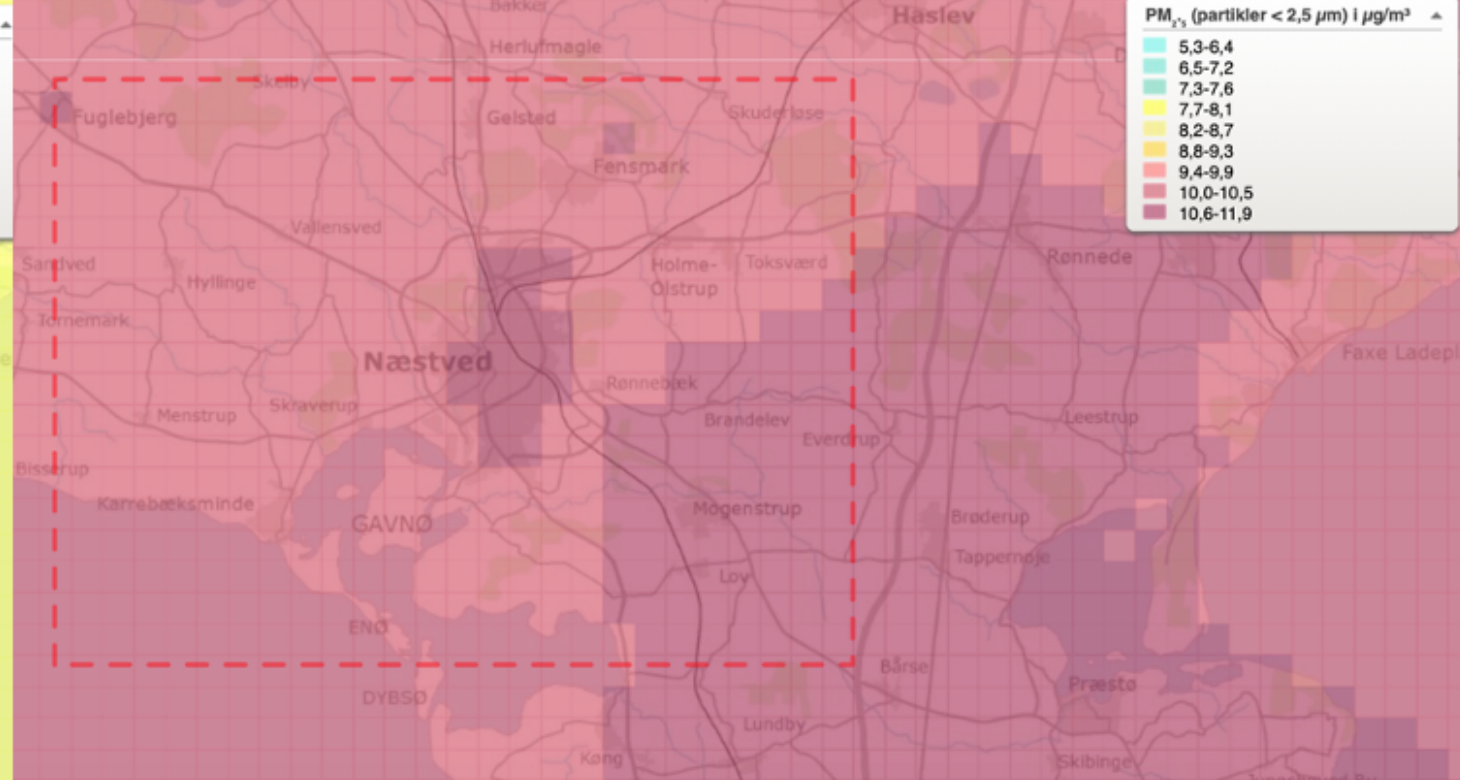 Bakker
Haslev
Herlufmagle
Skelby
Fuglebjerg
Gelsted
Skuderløse
Fensmark
Vallensved
Sandved
Hyllinge
Holme-
Olstrup
Toksværd
Rønnede
Tornemark
Næstved
Faxe Ladepl
Rønnebæk
Menstrup
Skraverup
Brandelev
Leestrup
Everdrup
Bisserup
Karrebæksminde
GAVNØ
Mogenstrup
Brøderup
Tappernøje
Lov
ENØ
Bårse
DYBSØ
Præstø
Lundby
Køng
Skibinge
PM2,5 (partikler < 2,5 µm) i µg/m³
5,3-6,4
6,5-7,2
7,3-7,6
7,7-8,1
8,2-8,7
8,8-9,3
9,4-9,9
10,0-10,5
10,6-11,9